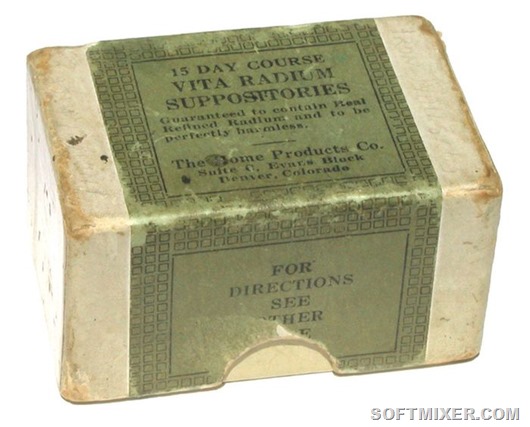 15 DAY COURSE
VITA RADIUM
SUPPOSITORIES
Guaranteed to contain Real
Refined Radium and to be
perfectly harmless.
The Home Products Co.
Suite C, Evans Block
Denver, Colorado
FOR
DIRECTIONS
SEE
OTHER
SOFTMIXER.COM